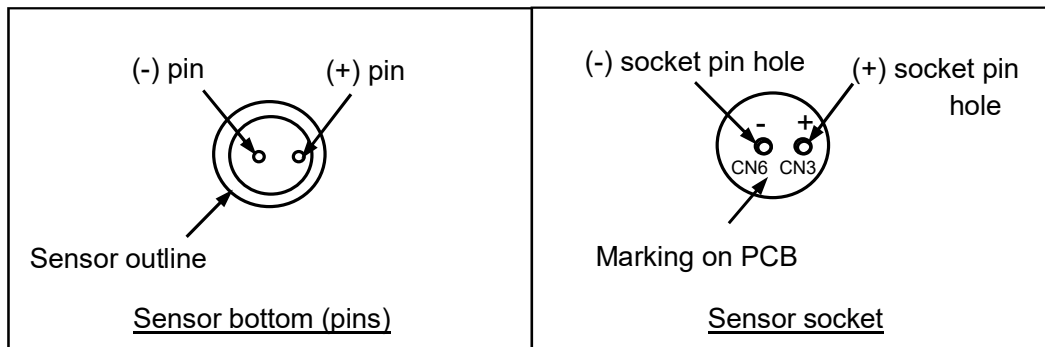 (-) pin
(+) pin
Sensor outline
Sensor bottom (pins)
(-) socket pin hole
(+) socket pin
hole
- +
CN6 CN3
Marking on PCB
Sensor socket